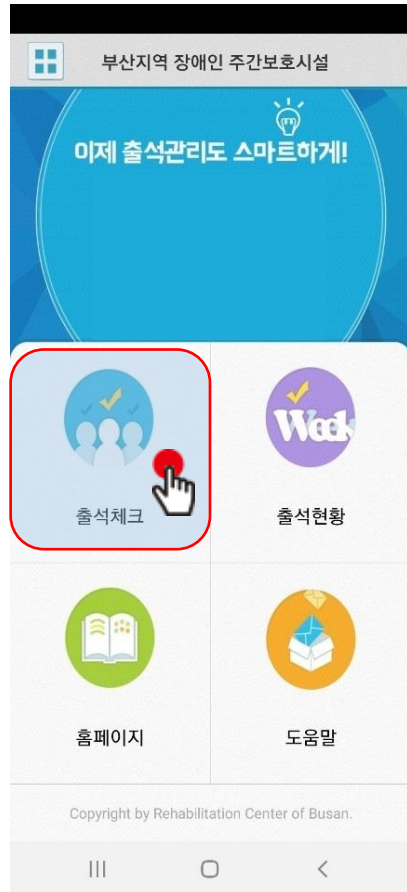 부산지역 장애인 주간보호시설
이제 출석관리도 스마트하게!
Week
출석체크
출석현황
홈페이지
도움말
Copyright by Rehabilitation Center of Busan.